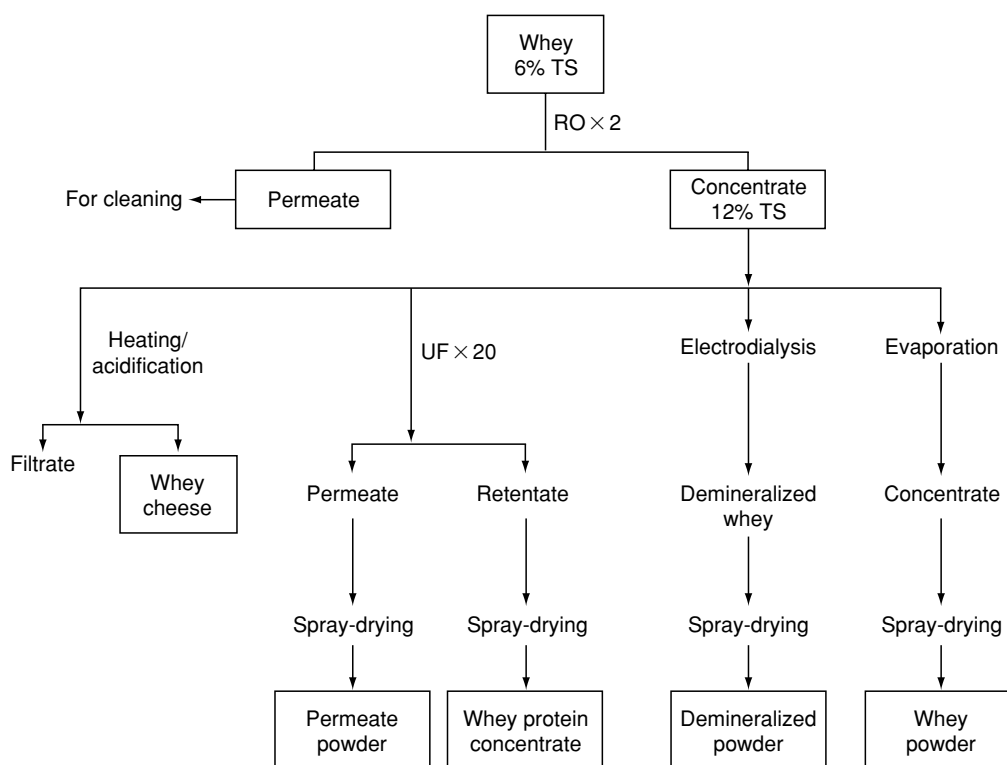 Whey
6% TS
RO × 2
For cleaning
Permeate
Concentrate
12% TS
Heating/
acidification
UF × 20
Electrodialysis
Evaporation
Filtrate
Whey
cheese
Permeate
Retentate
Demineralized
whey
Concentrate
Spray-drying
Spray-drying
Spray-drying
Spray-drying
Permeate
powder
Whey protein
concentrate
Demineralized
powder
Whey
powder